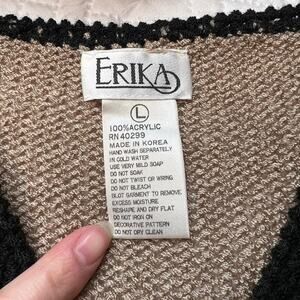 ERIKA
L
100% ACRYLIC
RN 40299
MADE IN KOREA
HAND WASH SEPARATELY
IN COLD WATER
USE VERY MILD SOAP
DO NOT SOAK
DO NOT TWIST OR WRING
DO NOT BLEACH
BLOT GARMENT TO REMOVE
EXCESS MOISTURE
RESHAPE AND DRY FLAT
DO NOT IRON ON
DECORATIVE PATTERN
DO NOT DRY CLEAN